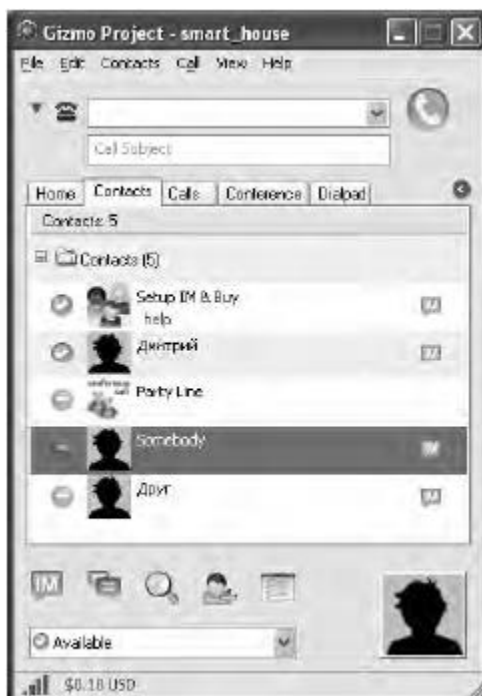 Gizmo Project - smart_house
File Edit Contacts Call View Help
Call Subject
Home Contacts Calls Conference Dialpad
Contacts: 5
Contacts (5)
Setup IM & Buy
help
Дмитрий
Party Line
Somebody
Друг
IM
Available
$0.18 USD